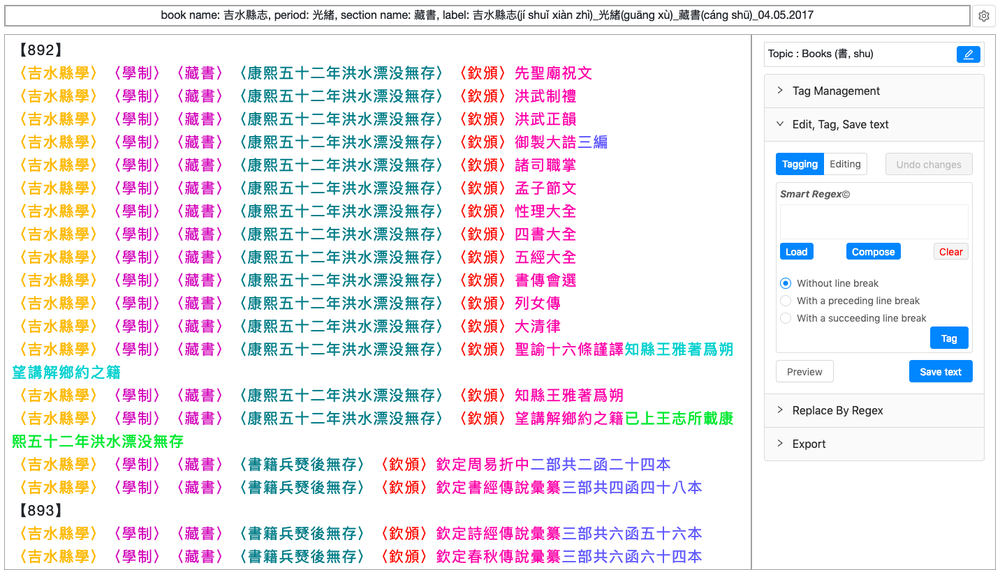 book name: 吉水縣志, period: 光緒, section name: 藏書, label: 吉水縣志(jí shuǐ xiàn zhì)_光緒(guāng xù)_藏書(cáng shū)_04.05.2017
【892】
〈吉水縣學〉〈學制〉〈藏書〉〈康熙五十二年洪水漂没無存〉〈欽頒〉先聖廟祝文
〈吉水縣學〉〈學制〉〈藏書〉〈康熙五十二年洪水漂没無存〉〈欽頒〉洪武制禮
〈吉水縣學〉〈學制〉〈藏書〉〈康熙五十二年洪水漂没無存〉〈欽頒〉洪武正韻
〈吉水縣學〉〈學制〉〈藏書〉〈康熙五十二年洪水漂没無存〉〈欽頒〉御製大誥三編
〈吉水縣學〉〈學制〉〈藏書〉〈康熙五十二年洪水漂没無存〉〈欽頒〉諸司職掌
〈吉水縣學〉〈學制〉〈藏書〉〈康熙五十二年洪水漂没無存〉〈欽頒〉孟子節文
〈吉水縣學〉〈學制〉〈藏書〉〈康熙五十二年洪水漂没無存〉〈欽頒〉性理大全
〈吉水縣學〉〈學制〉〈藏書〉〈康熙五十二年洪水漂没無存〉〈欽頒〉四書大全
〈吉水縣學〉〈學制〉〈藏書〉〈康熙五十二年洪水漂没無存〉〈欽頒〉五經大全
〈吉水縣學〉〈學制〉〈藏書〉〈康熙五十二年洪水漂没無存〉〈欽頒〉書傳會選
〈吉水縣學〉〈學制〉〈藏書〉〈康熙五十二年洪水漂没無存〉〈欽頒〉列女傳
〈吉水縣學〉〈學制〉〈藏書〉〈康熙五十二年洪水漂没無存〉〈欽頒〉大清律
〈吉水縣學〉〈學制〉〈藏書〉〈康熙五十二年洪水漂没無存〉〈欽頒〉聖諭十六條謹譯知縣王雅著爲朔
望講解鄉約之籍
〈吉水縣學〉〈學制〉〈藏書〉〈康熙五十二年洪水漂没無存〉〈欽頒〉知縣王雅著爲朔
〈吉水縣學〉〈學制〉〈藏書〉〈康熙五十二年洪水漂没無存〉〈欽頒〉望講解鄉約之籍已上王志所載康
熙五十二年洪水漂没無存
〈吉水縣學〉〈學制〉〈藏書〉〈書籍兵燹後無存〉〈欽頒〉欽定周易折中二部共二函二十四本
〈吉水縣學〉〈學制〉〈藏書〉〈書籍兵燹後無存〉〈欽頒〉欽定書經傳說彙纂三部共四函四十八本
【893】
〈吉水縣學〉〈學制〉〈藏書〉〈書籍兵燹後無存〉〈欽頒〉欽定詩經傳說彙纂三部共六函五十六本
〈吉水縣學〉〈學制〉〈藏書〉〈書籍兵燹後無存〉〈欽頒〉欽定春秋傳說彙纂三部共六函六十四本
Topic : Books (書, shu)
Tag Management
Edit, Tag, Save text
Tagging Editing Undo changes
Smart Regex©
Load Compose Clear
Without line break
With a preceding line break
With a succeeding line break
Tag
Preview Save text
Replace By Regex
Export